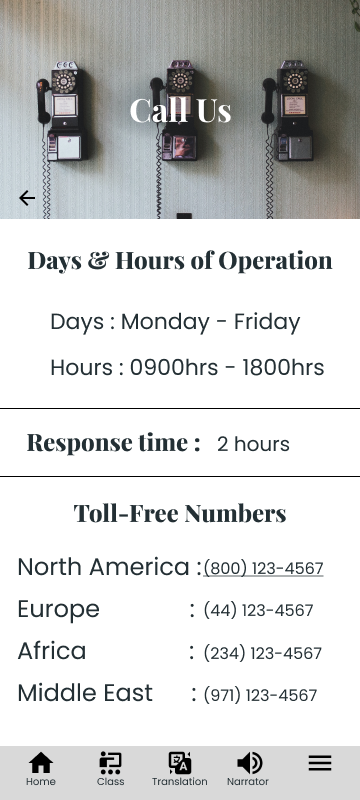 Call Us
Days & Hours of Operation
Days : Monday - Friday
Hours : 0900hrs - 1800hrs
Response time : 2 hours
Toll-Free Numbers
North America : (800) 123-4567
Europe : (44) 123-4567
Africa : (234) 123-4567
Middle East : (971) 123-4567
Home Class Translation Narrator